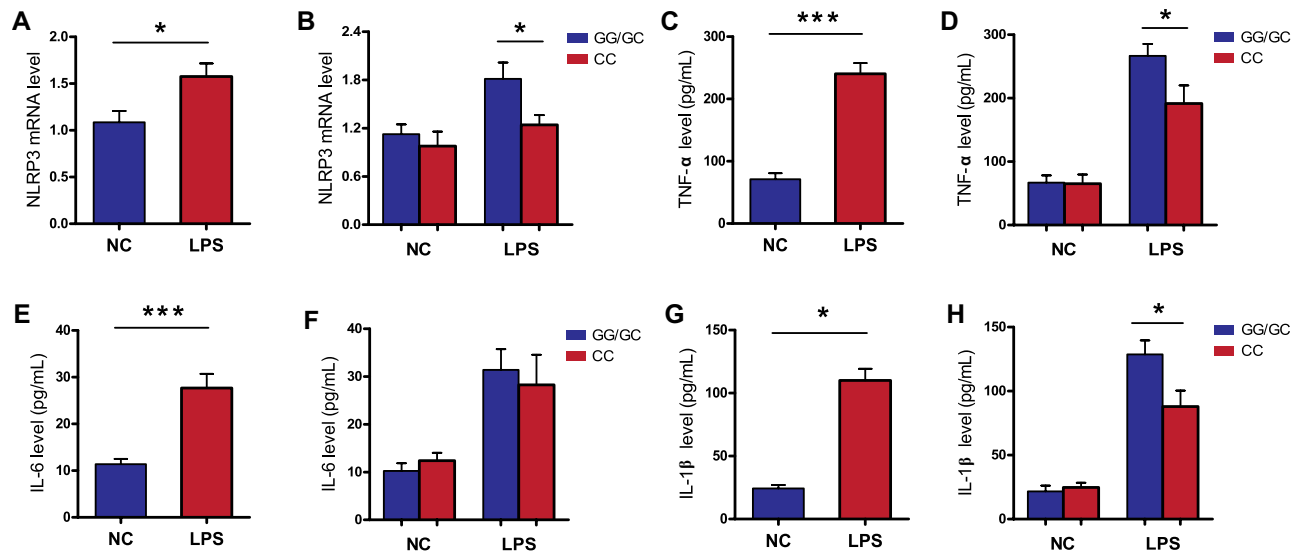 A
NLRP3 mRNA level
2.0
1.5
1.0
0.5
0.0
*
NC
LPS
B
NLRP3 mRNA level
2.4
1.8
1.2
0.6
0.0
*
GG/GC
CC
NC
LPS
C
TNF-α level (pg/mL)
300
200
100
0
***
NC
LPS
D
TNF-α level (pg/mL)
300
200
100
0
*
GG/GC
CC
NC
LPS
E
IL-6 level (pg/mL)
40
30
20
10
0
***
NC
LPS
F
IL-6 level (pg/mL)
40
30
20
10
0
GG/GC
CC
NC
LPS
G
IL-1β level (pg/mL)
150
100
50
0
*
NC
LPS
H
IL-1β level (pg/mL)
150
100
50
0
*
GG/GC
CC
NC
LPS